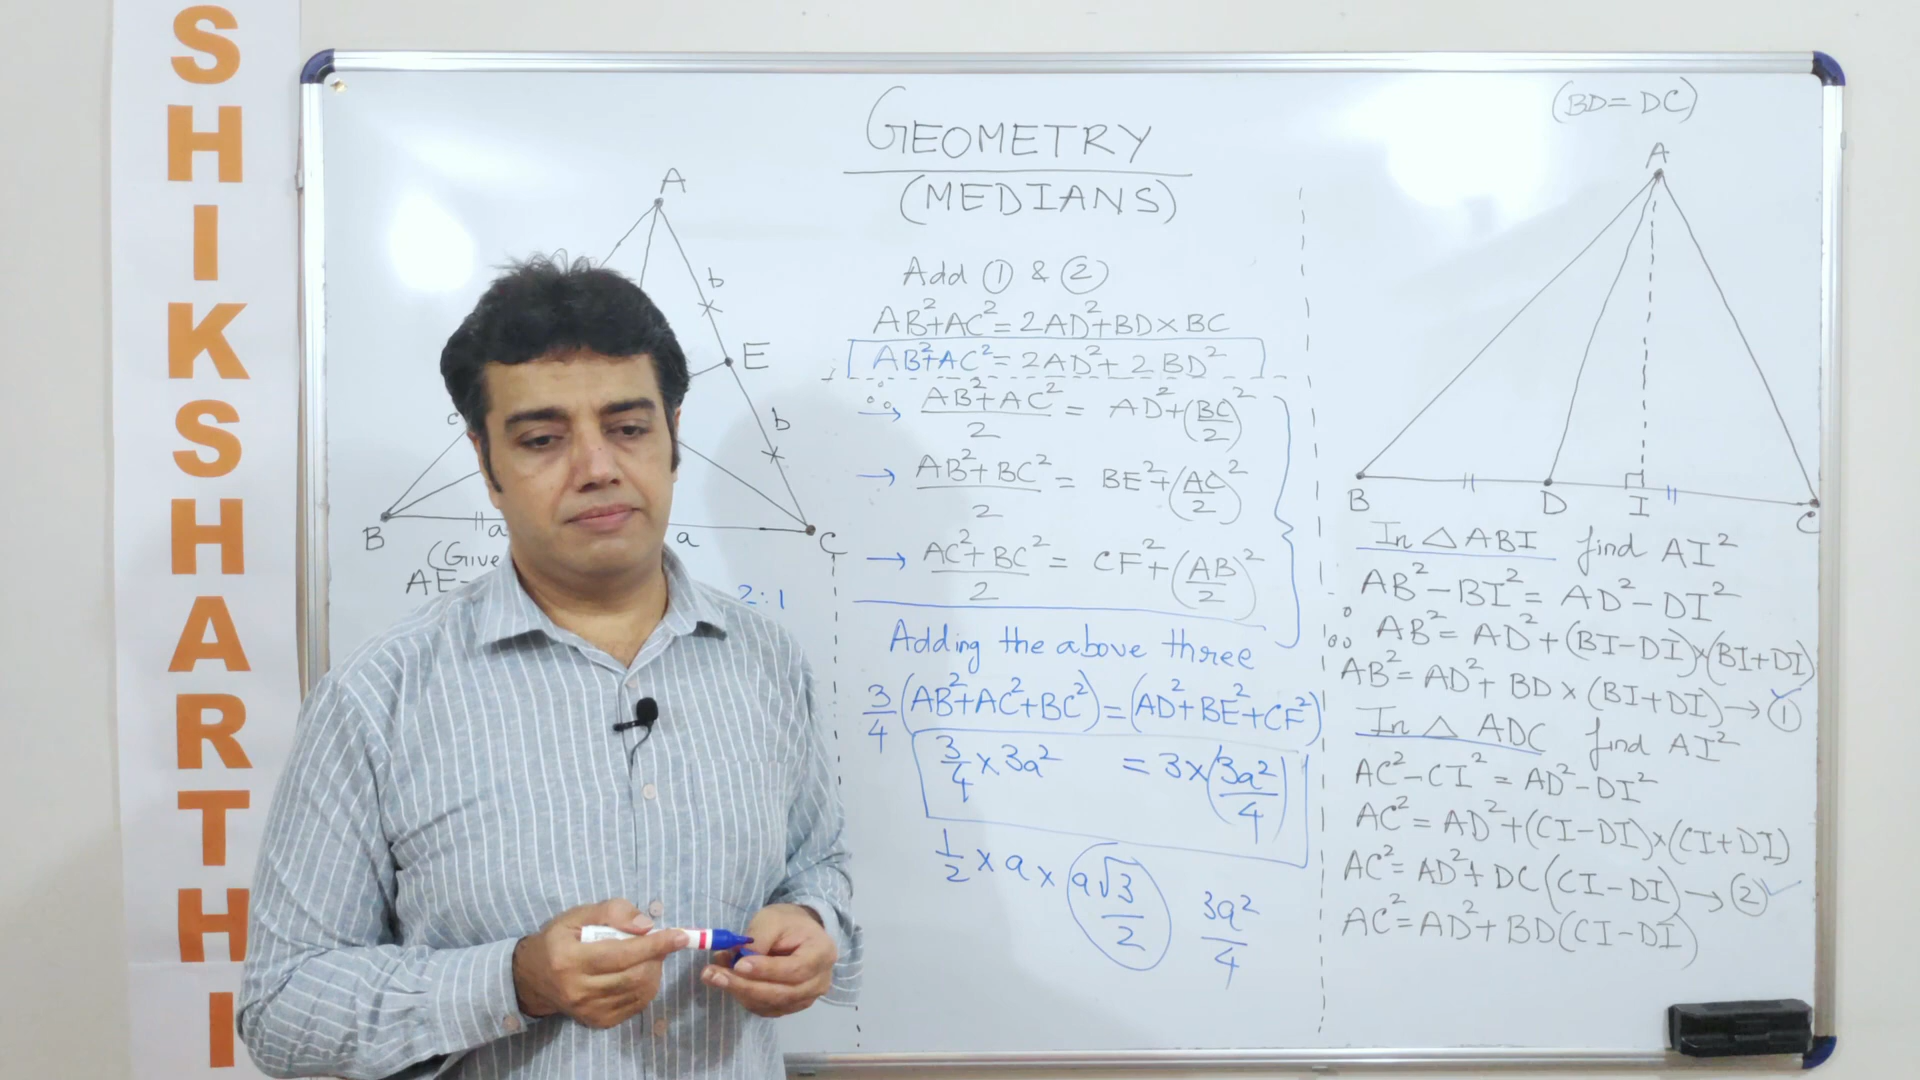 SHIKSHARTHI
GEOMETRY
(MEDIANS)
A
b
E
b
c
B
a
a
C
(Give
AE
2:1
Add ① & ②
AB²+AC²=2AD²+BD×BC
AB²+AC²=2AD²+2BD²
∴
→ (AB²+AC²)/2 = AD²+(BC/2)²
→ (AB²+BC²)/2 = BE²+(AC/2)²
→ (AC²+BC²)/2 = CF²+(AB/2)²
Adding the above three
3/4(AB²+AC²+BC²)=(AD²+BE²+CF²)
3/4×3a² = 3×(3a²/4)
1/2×a×a√3/2
3a²/4
(BD=DC)
A
B
D
I
C
In △ABI find AI²
AB²-BI²=AD²-DI²
∴ AB²=AD²+(BI-DI)×(BI+DI)
AB²=AD²+BD×(BI+DI)→①
In △ADC find AI²
AC²-CI²=AD²-DI²
AC²=AD²+(CI-DI)×(CI+DI)
AC²=AD²+DC(CI-DI)→②
AC²=AD²+BD(CI-DI)